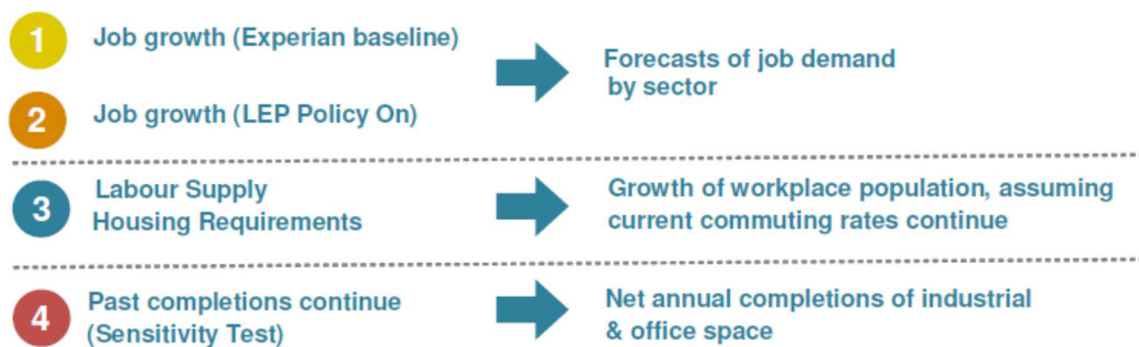 1 Job growth (Experian baseline)
2 Job growth (LEP Policy On)
Forecasts of job demand
by sector
3 Labour Supply
Housing Requirements
Growth of workplace population, assuming
current commuting rates continue
4 Past completions continue
(Sensitivity Test)
Net annual completions of industrial
& office space